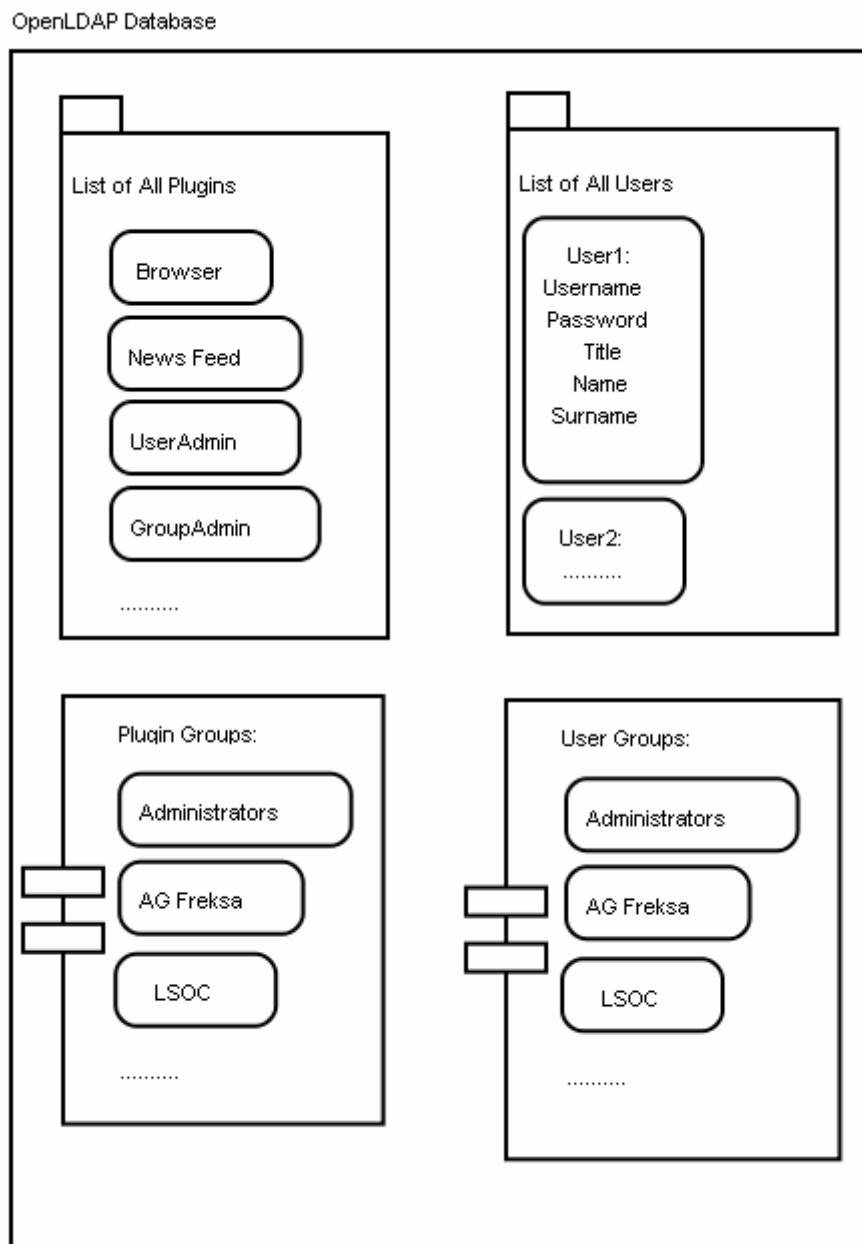 OpenLDAP Database
List of All Plugins
Browser
News Feed
UserAdmin
GroupAdmin
..........
List of All Users
User1:
Username
Password
Title
Name
Surname
User2:
..........
Plugin Groups:
Administrators
AG Freksa
LSOC
..........
User Groups:
Administrators
AG Freksa
LSOC
..........